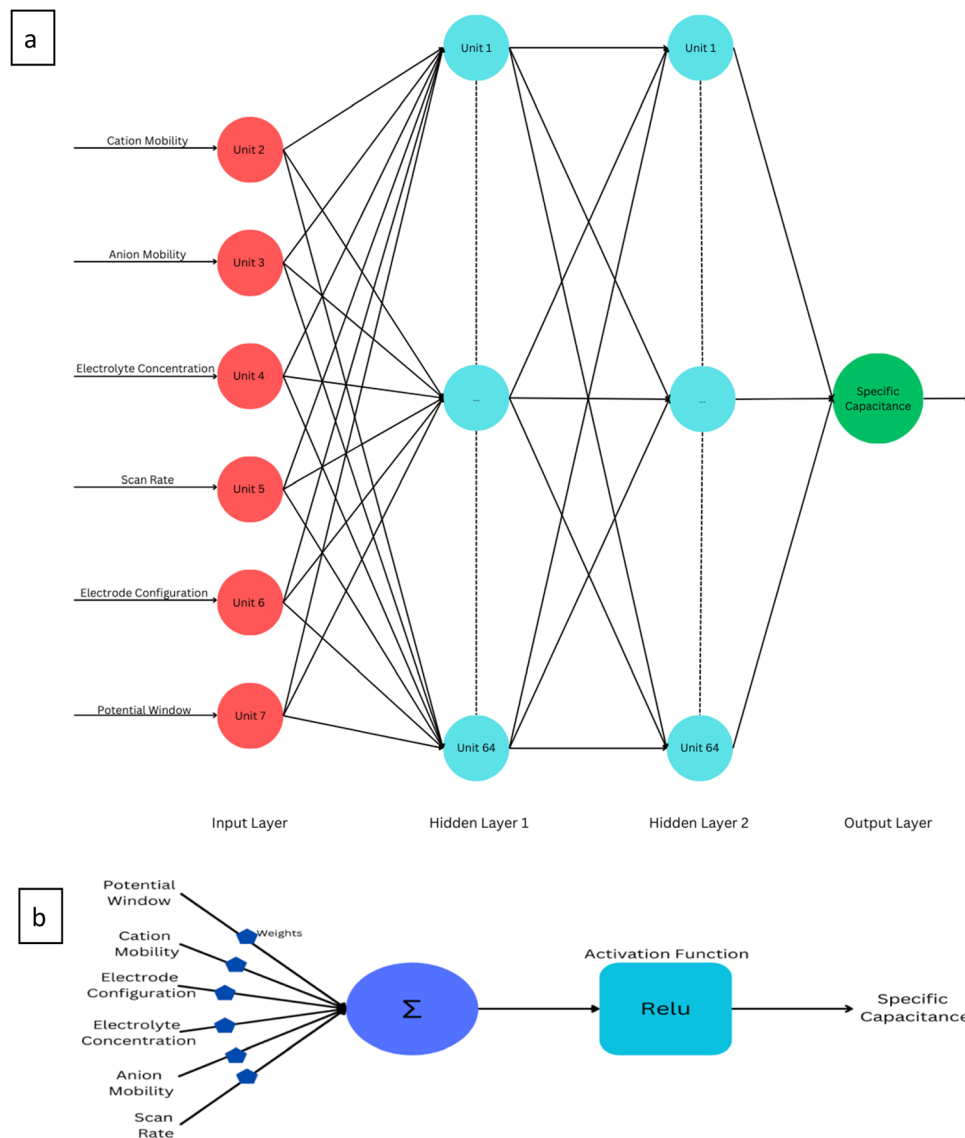 a
Unit 1
Unit 1
Cation Mobility
Unit 2
Anion Mobility
Unit 3
Electrolyte Concentration
Unit 4
...
...
Specific
Capacitance
Scan Rate
Unit 5
Electrode Configuration
Unit 6
Potential Window
Unit 7
Unit 64
Unit 64
Input Layer
Hidden Layer 1
Hidden Layer 2
Output Layer
b
Potential
Window
Weights
Cation
Mobility
Electrode
Configuration
Electrolyte
Concentration
Anion
Mobility
Scan
Rate
Σ
Activation Function
Relu
Specific
Capacitance